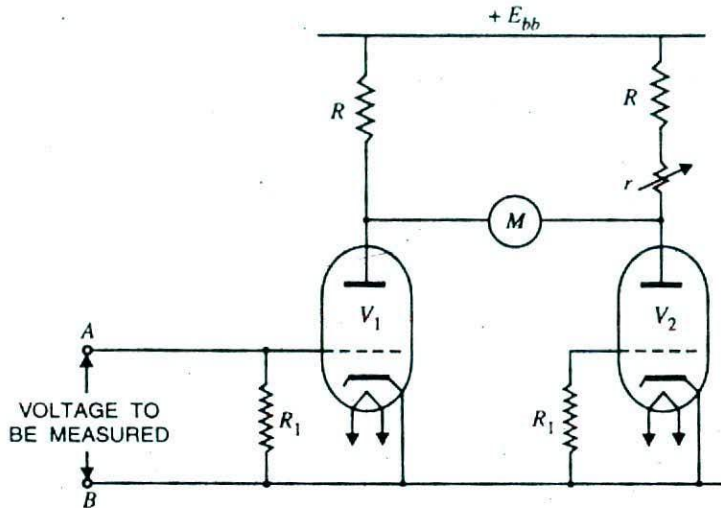 + E_bb
R
R
r
M
V_1
V_2
A
VOLTAGE TO
BE MEASURED
R_1
R_1
B